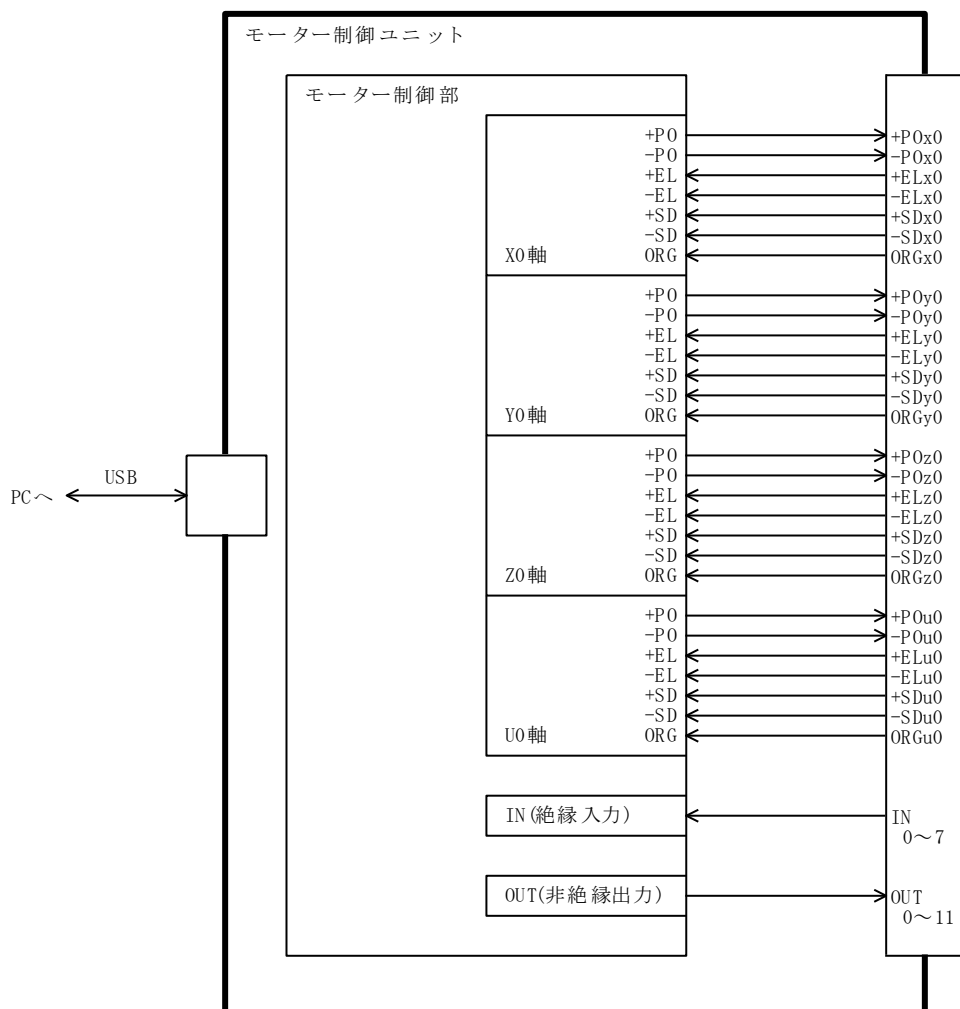 モーター制御ユニット
モーター制御部
+PO
-PO
+EL
-EL
+SD
-SD
X0軸 ORG
+POx0
-POx0
+ELx0
-ELx0
+SDx0
-SDx0
ORGx0
+PO
-PO
+EL
-EL
+SD
-SD
Y0軸 ORG
+POy0
-POy0
+ELy0
-ELy0
+SDy0
-SDy0
ORGy0
USB
PCへ
+PO
-PO
+EL
-EL
+SD
-SD
Z0軸 ORG
+POz0
-POz0
+ELz0
-ELz0
+SDz0
-SDz0
ORGz0
+PO
-PO
+EL
-EL
+SD
-SD
U0軸 ORG
+POu0
-POu0
+ELu0
-ELu0
+SDu0
-SDu0
ORGu0
IN(絶縁入力)
IN
0～7
OUT(非絶縁出力)
OUT
0～11